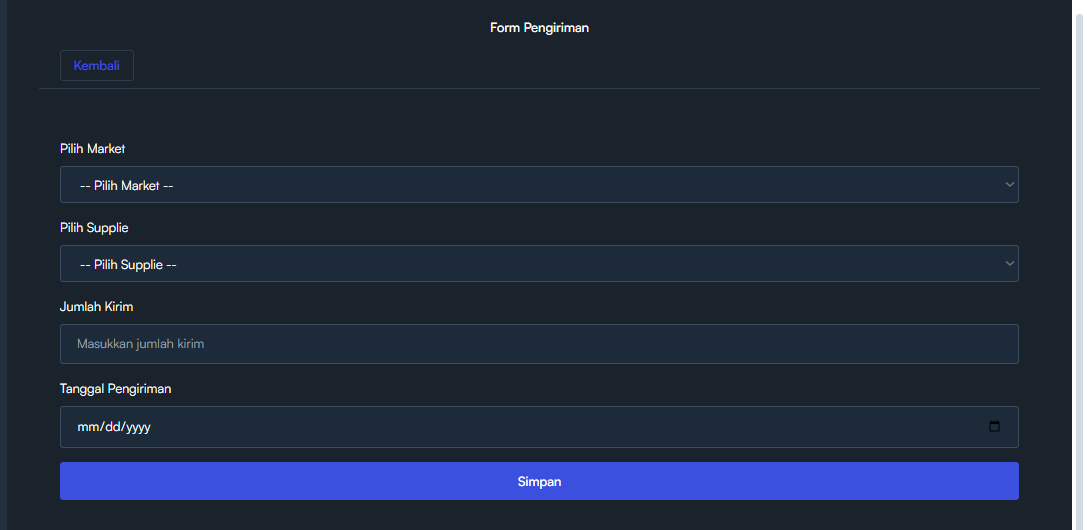 Form Pengiriman
Kembali
Pilih Market
-- Pilih Market --
Pilih Supplie
-- Pilih Supplie --
Jumlah Kirim
Masukkan jumlah kirim
Tanggal Pengiriman
mm/dd/yyyy
Simpan